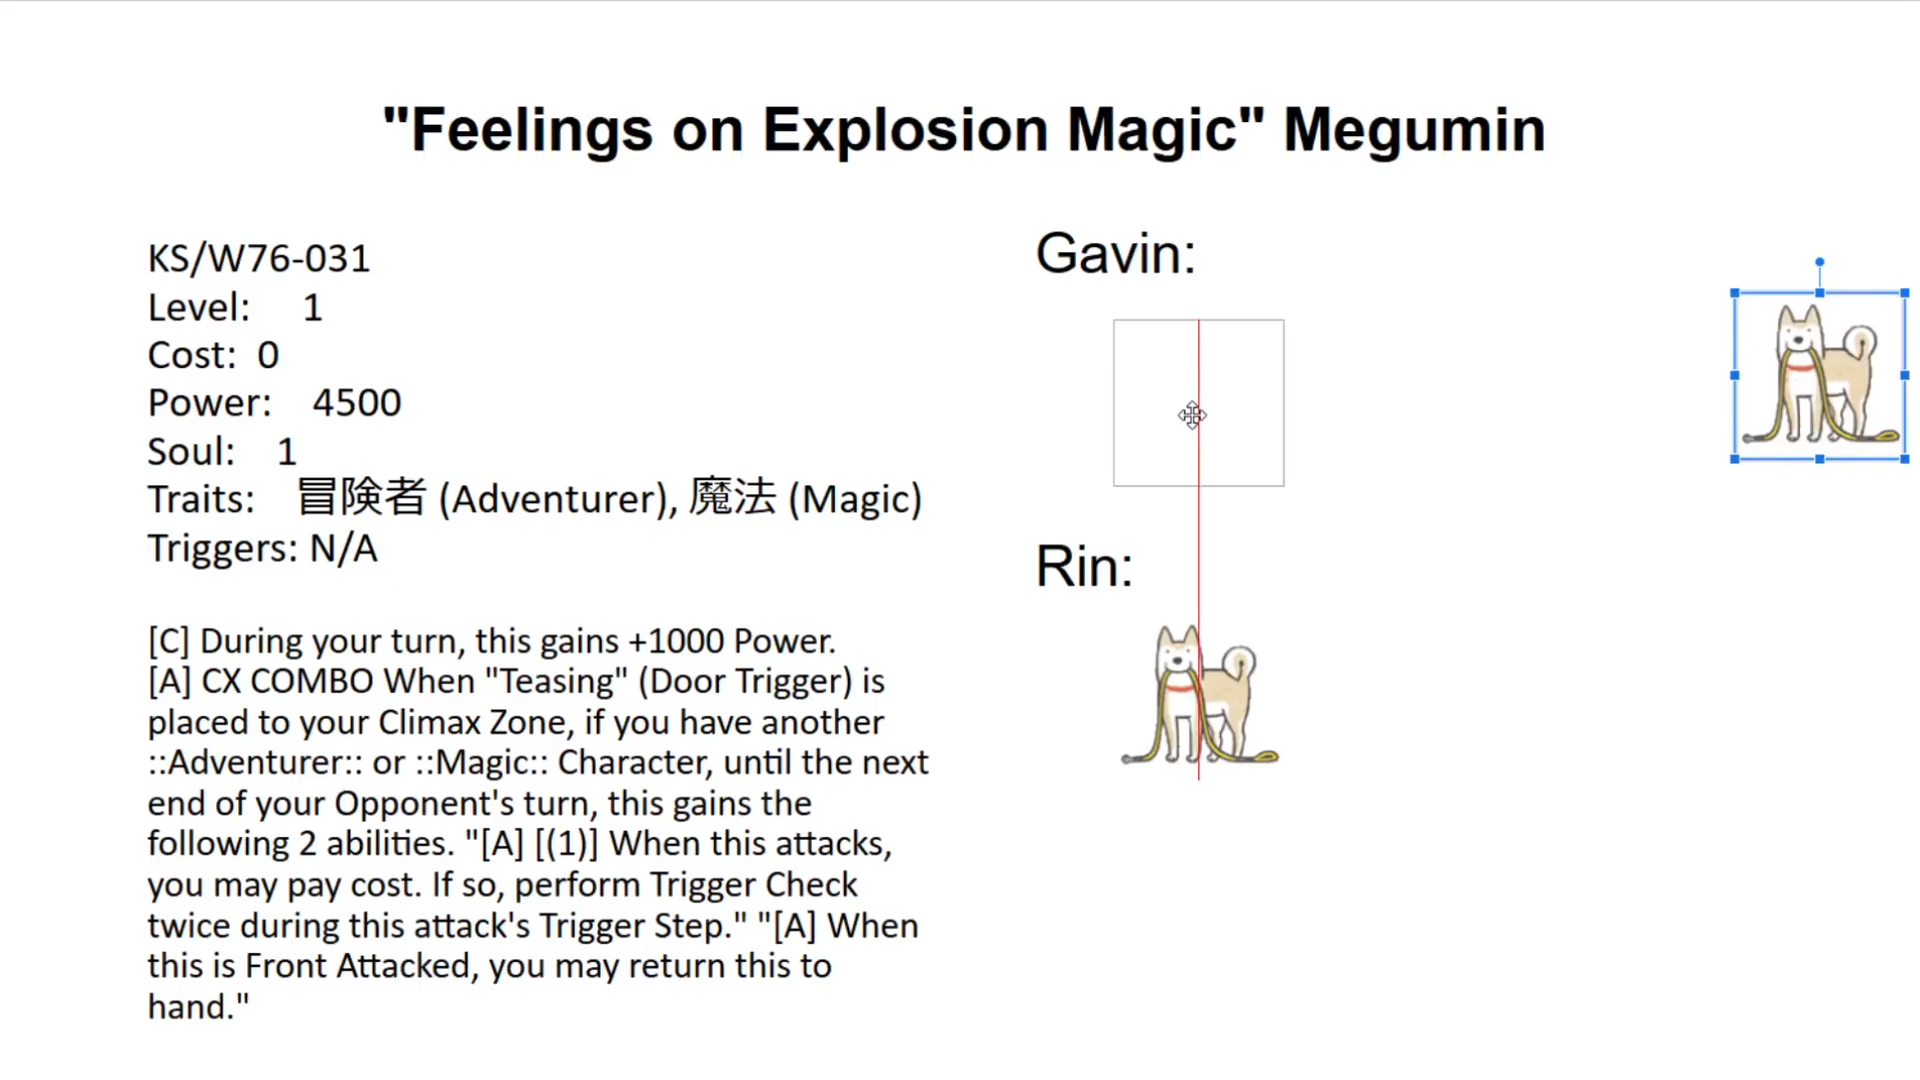 "Feelings on Explosion Magic" Megumin
KS/W76-031
Level: 1
Cost: 0
Power: 4500
Soul: 1
Traits: 冒険者 (Adventurer), 魔法 (Magic)
Triggers: N/A
[C] During your turn, this gains +1000 Power.
[A] CX COMBO When "Teasing" (Door Trigger) is
placed to your Climax Zone, if you have another
::Adventurer:: or ::Magic:: Character, until the next
end of your Opponent's turn, this gains the
following 2 abilities. "[A] [(1)] When this attacks,
you may pay cost. If so, perform Trigger Check
twice during this attack's Trigger Step." "[A] When
this is Front Attacked, you may return this to
hand."
Gavin:
Rin: